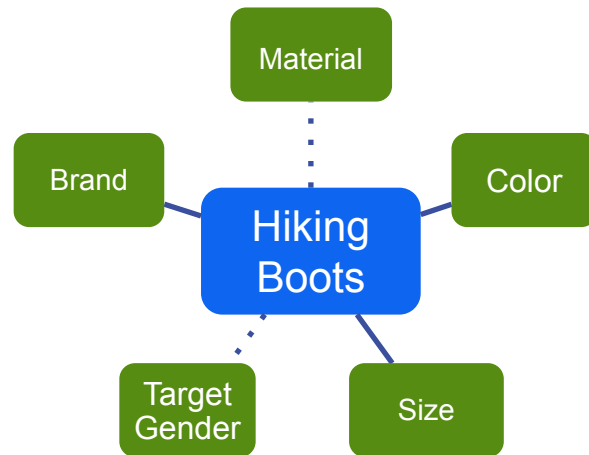 Material
Brand
Color
Hiking
Boots
Target
Gender
Size